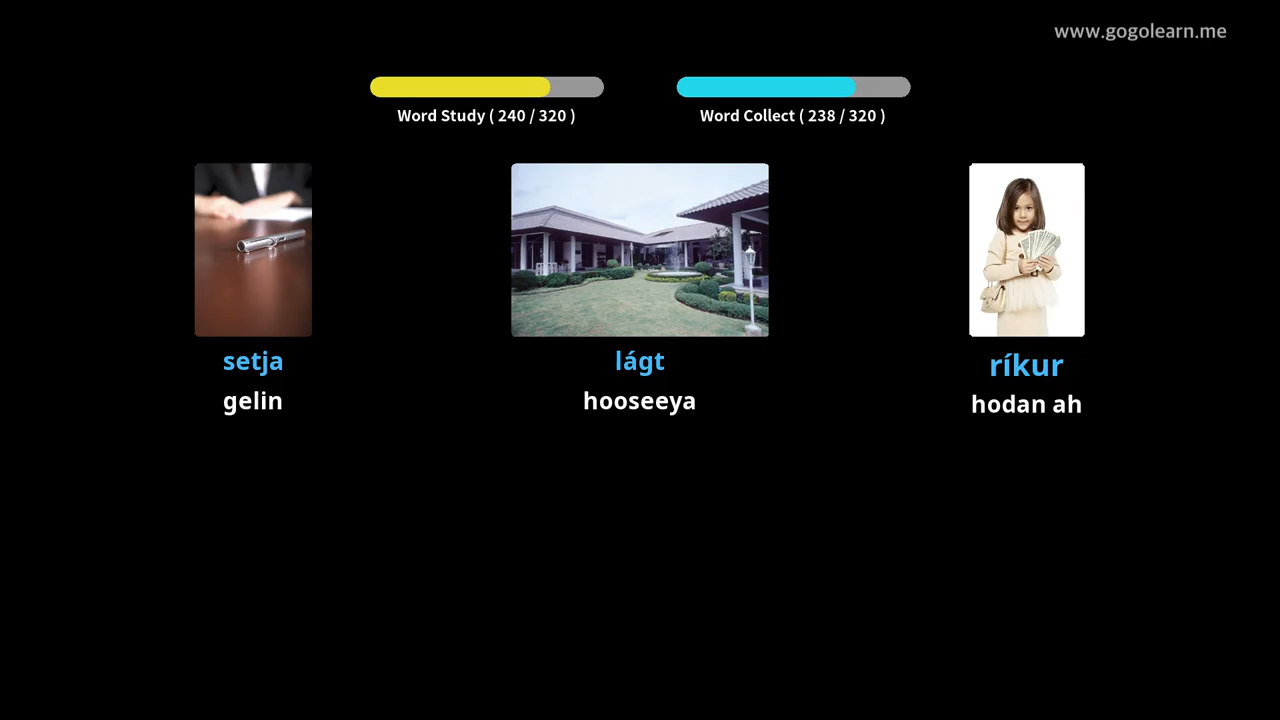 www.gogolearn.me
Word Study ( 240 / 320 )
Word Collect ( 238 / 320 )
setja
gelin
lágt
hooseeya
ríkur
hodan ah